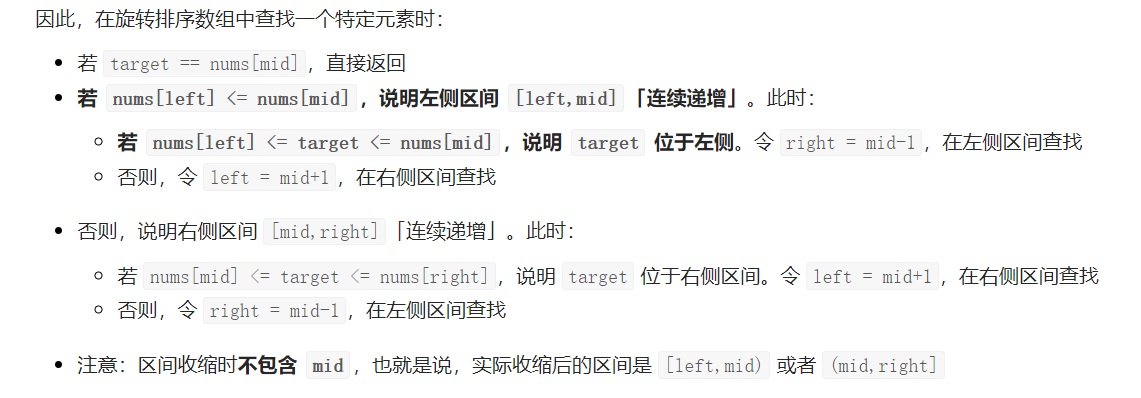 因此，在旋转排序数组中查找一个特定元素时：
若 target == nums[mid]，直接返回
若 nums[left] <= nums[mid]，说明左侧区间 [left,mid]「连续递增」。此时：
若 nums[left] <= target <= nums[mid]，说明 target 位于左侧。令 right = mid-1，在左侧区间查找
否则，令 left = mid+1，在右侧区间查找
否则，说明右侧区间 [mid,right]「连续递增」。此时：
若 nums[mid] <= target <= nums[right]，说明 target 位于右侧区间。令 left = mid+1，在右侧区间查找
否则，令 right = mid-1，在左侧区间查找
注意：区间收缩时不包含 mid，也就是说，实际收缩后的区间是 [left,mid) 或者 (mid,right]